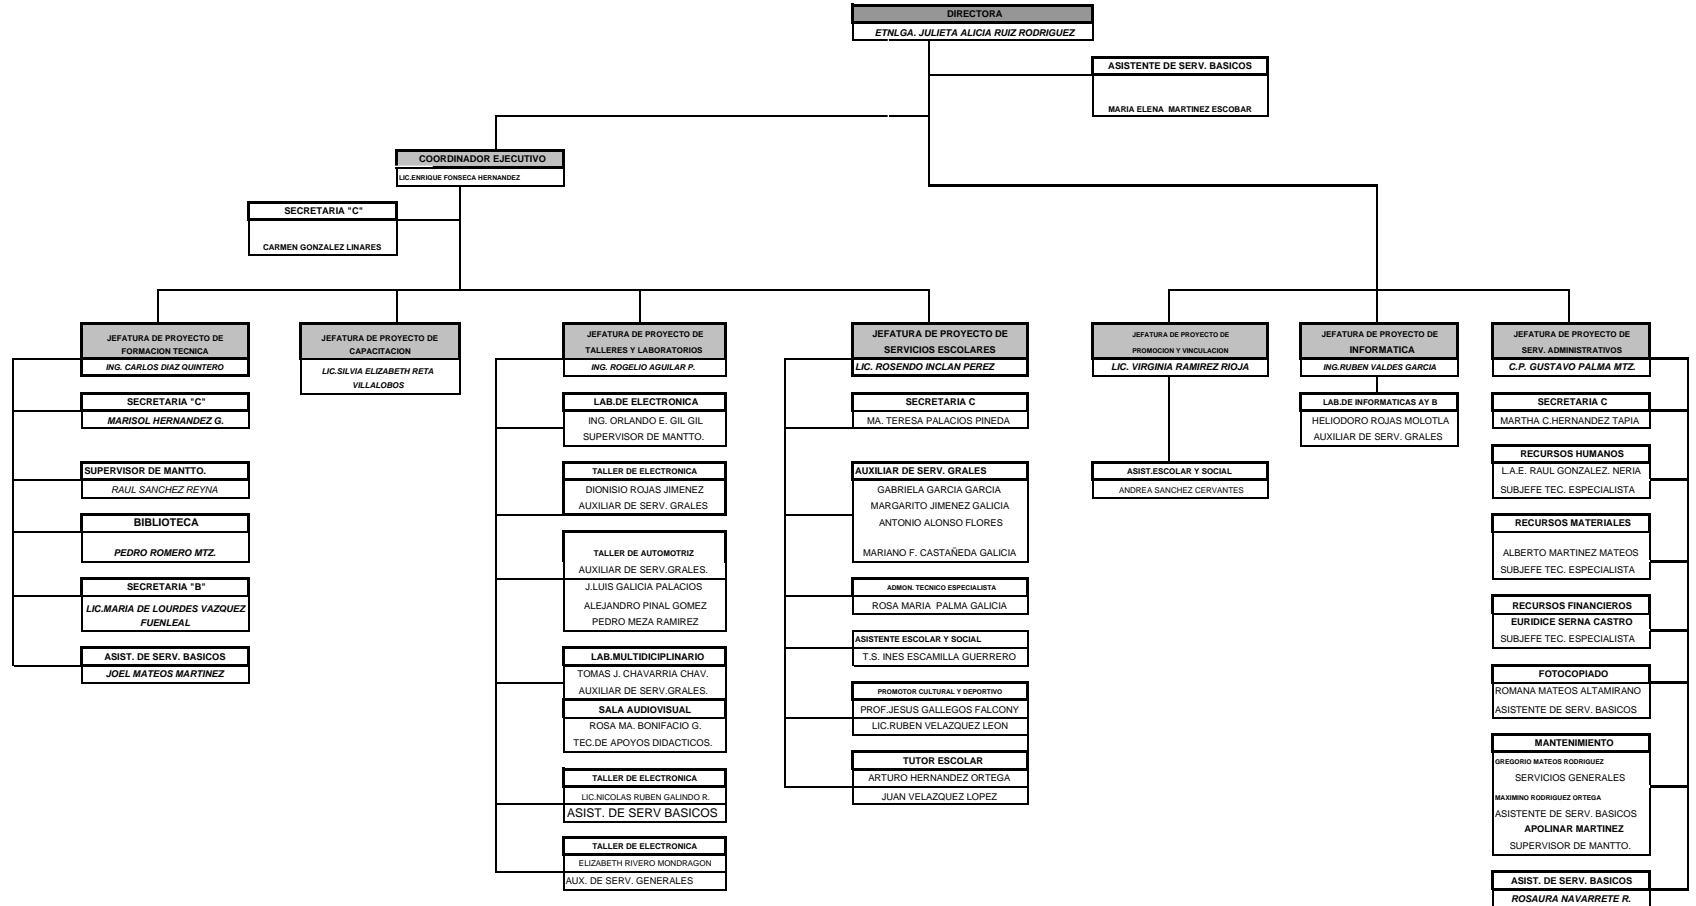 DIRECTORA
ETNLGA. JULIETA ALICIA RUIZ RODRIGUEZ
ASISTENTE DE SERV. BASICOS
MARIA ELENA MARTINEZ ESCOBAR
COORDINADOR EJECUTIVO
LIC.ENRIQUE FONSECA HERNANDEZ
SECRETARIA "C"
CARMEN GONZALEZ LINARES
JEFATURA DE PROYECTO DE
FORMACION TECNICA
ING. CARLOS DIAZ QUINTERO
SECRETARIA "C"
MARISOL HERNANDEZ G.
SUPERVISOR DE MANTTO.
RAUL SANCHEZ REYNA
BIBLIOTECA
PEDRO ROMERO MTZ.
SECRETARIA "B"
LIC.MARIA DE LOURDES VAZQUEZ
FUENLEAL
ASIST. DE SERV. BASICOS
JOEL MATEOS MARTINEZ
JEFATURA DE PROYECTO DE
CAPACITACION
LIC.SILVIA ELIZABETH RETA
VILLALOBOS
JEFATURA DE PROYECTO DE
TALLERES Y LABORATORIOS
ING. ROGELIO AGUILAR P.
LAB.DE ELECTRONICA
ING. ORLANDO E. GIL GIL
SUPERVISOR DE MANTTO.
TALLER DE ELECTRONICA
DIONISIO ROJAS JIMENEZ
AUXILIAR DE SERV. GRALES
TALLER DE AUTOMOTRIZ
AUXILIAR DE SERV.GRALES.
J.LUIS GALICIA PALACIOS
ALEJANDRO PINAL GOMEZ
PEDRO MEZA RAMIREZ
LAB.MULTIDICIPLINARIO
TOMAS J. CHAVARRIA CHAV.
AUXILIAR DE SERV.GRALES.
SALA AUDIOVISUAL
ROSA MA. BONIFACIO G.
TEC.DE APOYOS DIDACTICOS.
TALLER DE ELECTRONICA
LIC.NICOLAS RUBEN GALINDO R.
ASIST. DE SERV BASICOS
TALLER DE ELECTRONICA
ELIZABETH RIVERO MONDRAGON
AUX. DE SERV. GENERALES
JEFATURA DE PROYECTO DE
SERVICIOS ESCOLARES
LIC. ROSENDO INCLAN PEREZ
SECRETARIA C
MA. TERESA PALACIOS PINEDA
AUXILIAR DE SERV. GRALES
GABRIELA GARCIA GARCIA
MARGARITO JIMENEZ GALICIA
ANTONIO ALONSO FLORES
MARIANO F. CASTAÑEDA GALICIA
ADMON. TECNICO ESPECIALISTA
ROSA MARIA PALMA GALICIA
ASISTENTE ESCOLAR Y SOCIAL
T.S. INES ESCAMILLA GUERRERO
PROMOTOR CULTURAL Y DEPORTIVO
PROF.JESUS GALLEGOS FALCONY
LIC.RUBEN VELAZQUEZ LEON
TUTOR ESCOLAR
ARTURO HERNANDEZ ORTEGA
JUAN VELAZQUEZ LOPEZ
JEFATURA DE PROYECTO DE
PROMOCION Y VINCULACION
LIC. VIRGINIA RAMIREZ RIOJA
ASIST.ESCOLAR Y SOCIAL
ANDREA SANCHEZ CERVANTES
JEFATURA DE PROYECTO DE
INFORMATICA
ING.RUBEN VALDES GARCIA
LAB.DE INFORMATICAS AY B
HELIODORO ROJAS MOLOTLA
AUXILIAR DE SERV. GRALES
JEFATURA DE PROYECTO DE
SERV. ADMINISTRATIVOS
C.P. GUSTAVO PALMA MTZ.
SECRETARIA C
MARTHA C.HERNANDEZ TAPIA
RECURSOS HUMANOS
L.A.E. RAUL GONZALEZ. NERIA
SUBJEFE TEC. ESPECIALISTA
RECURSOS MATERIALES
ALBERTO MARTINEZ MATEOS
SUBJEFE TEC. ESPECIALISTA
RECURSOS FINANCIEROS
EURIDICE SERNA CASTRO
SUBJEFE TEC. ESPECIALISTA
FOTOCOPIADO
ROMANA MATEOS ALTAMIRANO
ASISTENTE DE SERV. BASICOS
MANTENIMIENTO
GREGORIO MATEOS RODRIGUEZ
SERVICIOS GENERALES
MAXIMINO RODRIGUEZ ORTEGA
ASISTENTE DE SERV. BASICOS
APOLINAR MARTINEZ
SUPERVISOR DE MANTTO.
ASIST. DE SERV. BASICOS
ROSAURA NAVARRETE R.